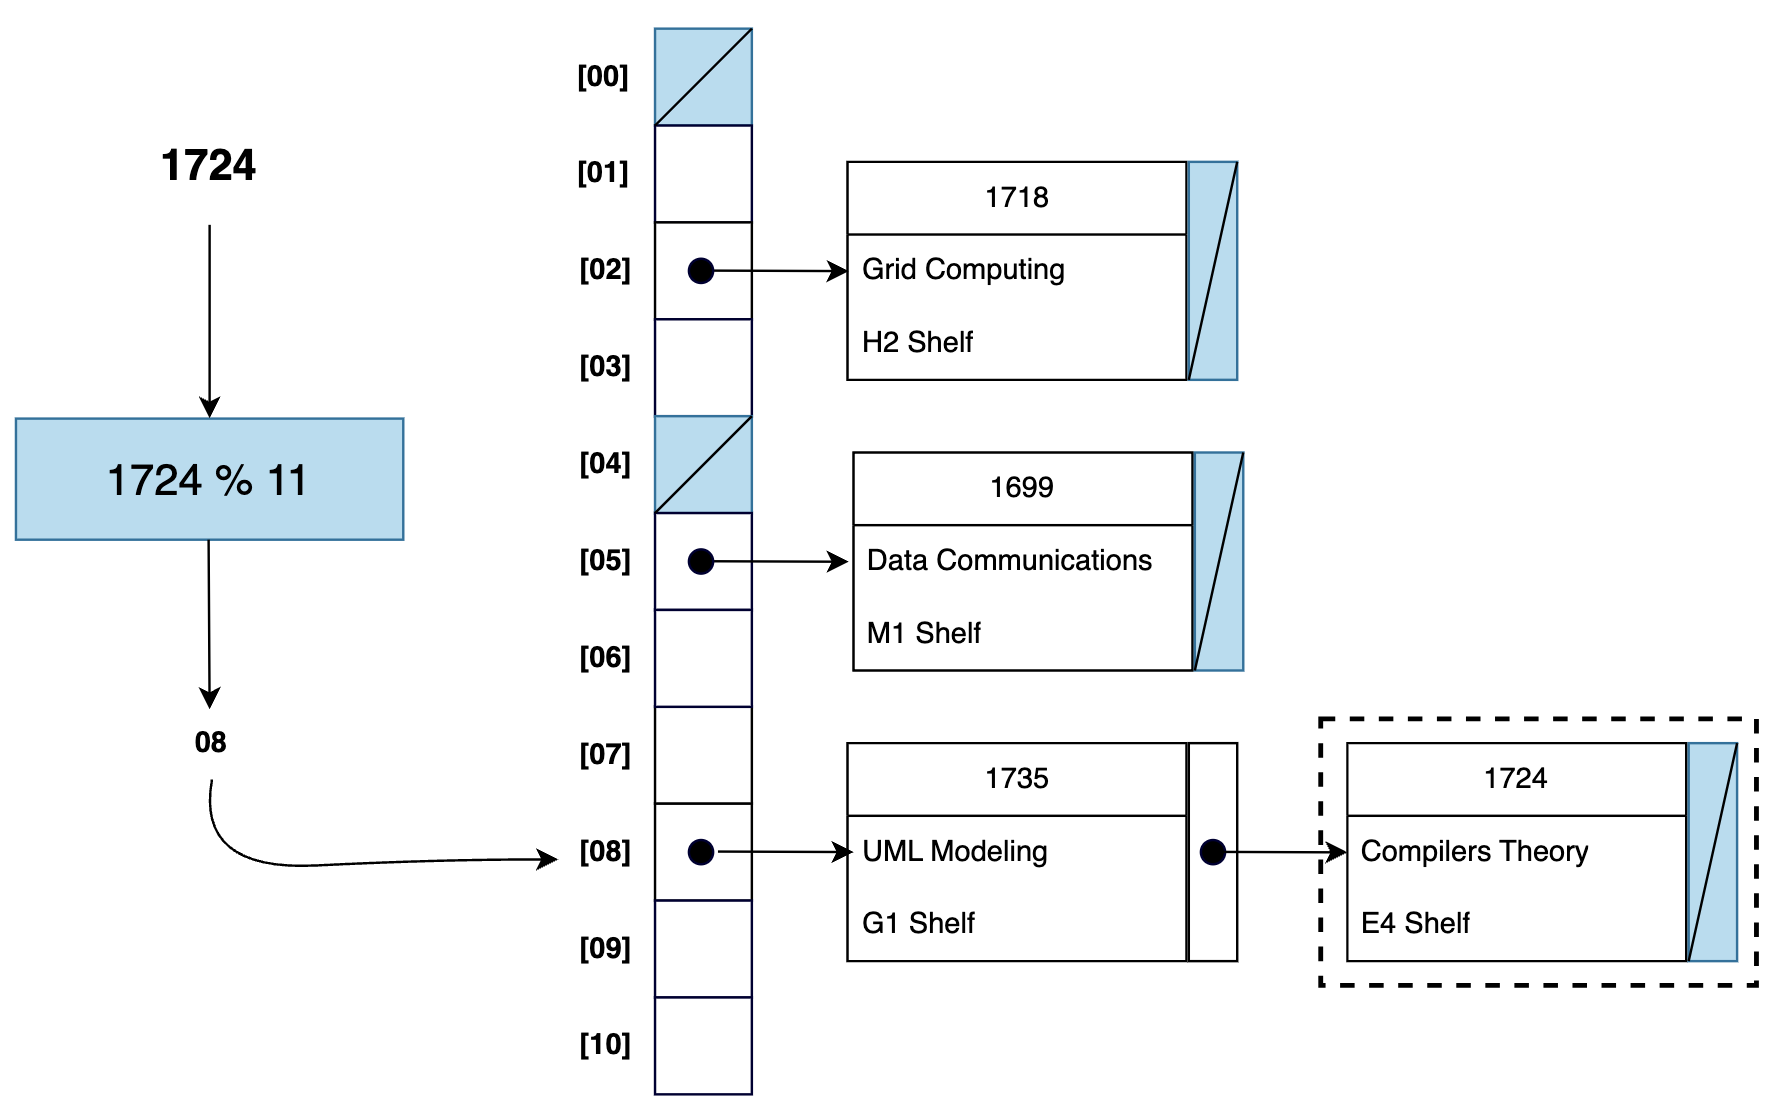 1724
1724 % 11
08
[00]
[01]
[02]
[03]
[04]
[05]
[06]
[07]
[08]
[09]
[10]
1718
Grid Computing
H2 Shelf
1699
Data Communications
M1 Shelf
1735
UML Modeling
G1 Shelf
1724
Compilers Theory
E4 Shelf